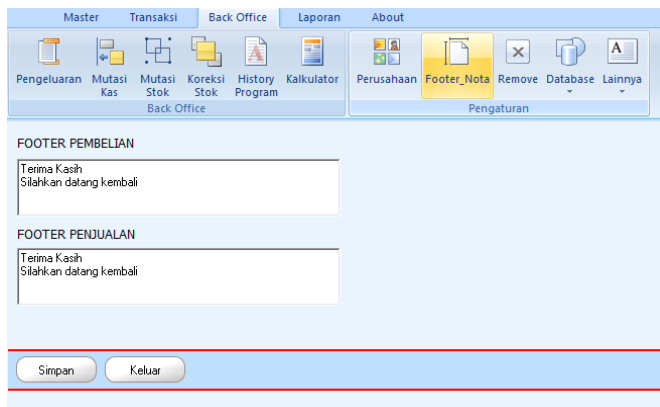 Master Transaksi Back Office Laporan About
Pengeluaran Mutasi Kas Mutasi Stok Koreksi Stok History Program Kalkulator Perusahaan Footer_Nota Remove Database Lainnya
Back Office Pengaturan
FOOTER PEMBELIAN
Terima Kasih
Silahkan datang kembali
FOOTER PENJUALAN
Terima Kasih
Silahkan datang kembali
Simpan Keluar